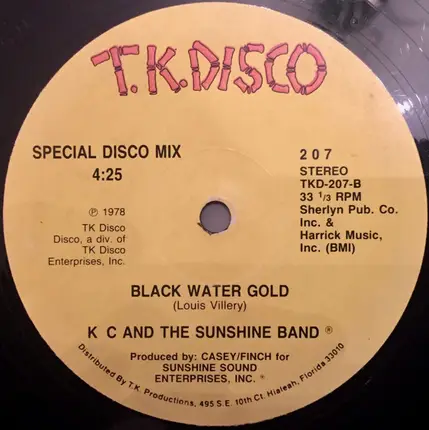 T.K.DISCO
SPECIAL DISCO MIX
4:25
℗ 1978
TK Disco
Disco, a div. of
TK Disco
Enterprises, Inc.
207
STEREO
TKD-207-B
33 1/3 RPM
Sherlyn Pub. Co.
Inc. &
Harrick Music,
Inc. (BMI)
BLACK WATER GOLD
(Louis Villery)
K C AND THE SUNSHINE BAND ®
Produced by: CASEY/FINCH for
SUNSHINE SOUND
ENTERPRISES, INC. ®
Distributed By T.K. Productions, 495 S.E. 10th Ct. Hialeah, Florida 33010